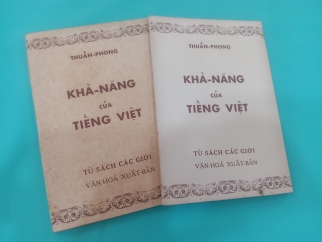 THUẦN-PHONG
KHẢ-NĂNG
CỦA
TIẾNG VIỆT
TỦ SÁCH CÁC GIỚI
VĂN-HOÁ XUẤT-BẢN
THUẦN-PHONG
KHẢ-NĂNG
CỦA
TIẾNG VIỆT
TỦ SÁCH CÁC GIỚI
VĂN-HOÁ XUẤT-BẢN